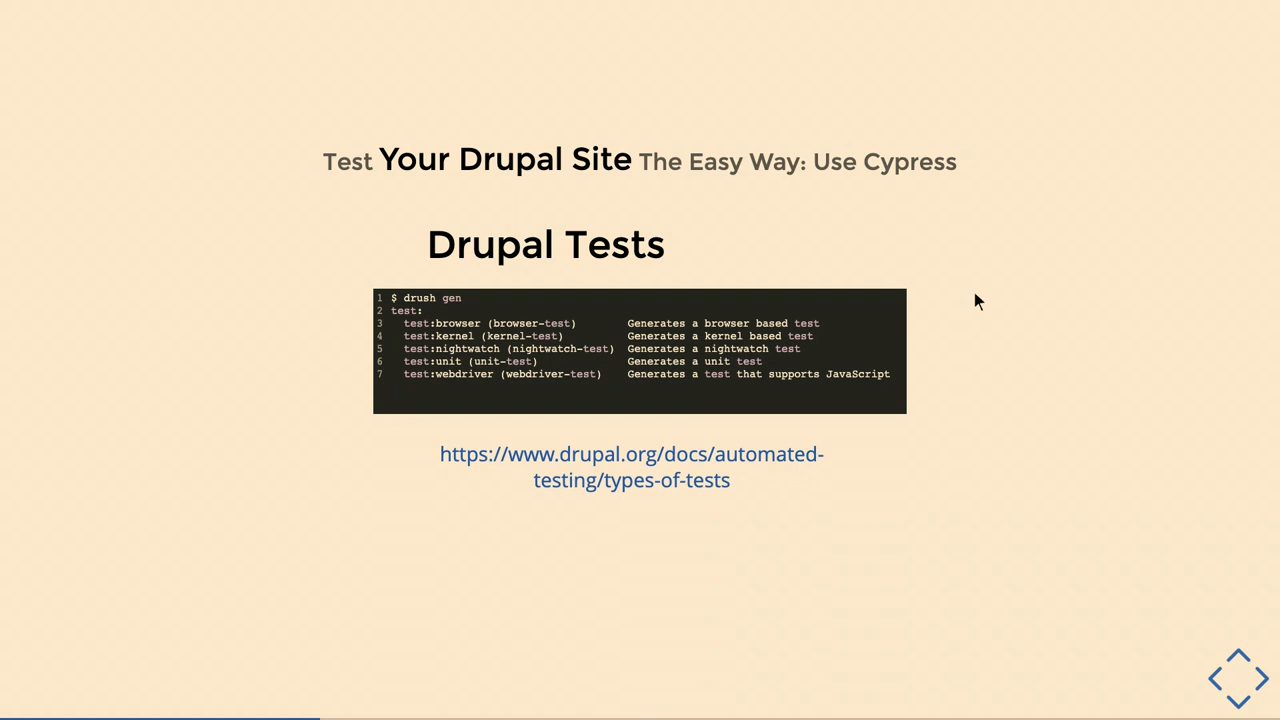 Test Your Drupal Site The Easy Way: Use Cypress
Drupal Tests
1 $ drush gen
2 test:
3   test:browser (browser-test)        Generates a browser based test
4   test:kernel (kernel-test)          Generates a kernel based test
5   test:nightwatch (nightwatch-test)  Generates a nightwatch test
6   test:unit (unit-test)              Generates a unit test
7   test:webdriver (webdriver-test)    Generates a test that supports JavaScript
https://www.drupal.org/docs/automated-
testing/types-of-tests